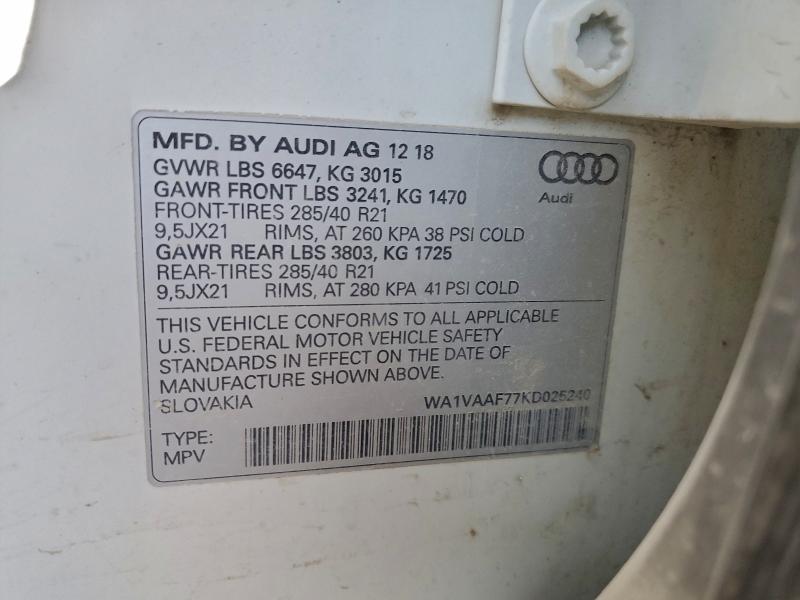 MFD. BY AUDI AG 12 18
GVWR LBS 6647, KG 3015
GAWR FRONT LBS 3241, KG 1470
FRONT-TIRES 285/40 R21
9,5JX21 RIMS, AT 260 KPA 38 PSI COLD
GAWR REAR LBS 3803, KG 1725
REAR-TIRES 285/40 R21
9,5JX21 RIMS, AT 280 KPA 41 PSI COLD
Audi
THIS VEHICLE CONFORMS TO ALL APPLICABLE
U.S. FEDERAL MOTOR VEHICLE SAFETY
STANDARDS IN EFFECT ON THE DATE OF
MANUFACTURE SHOWN ABOVE.
SLOVAKIA WA1VAAF77KD025240
TYPE:
MPV